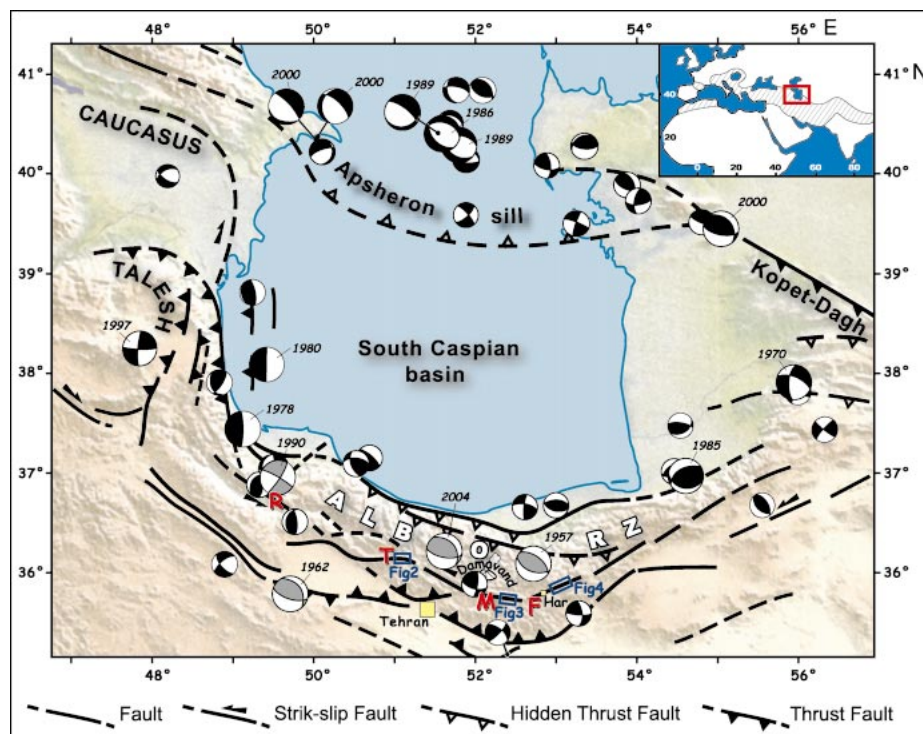 48° 50° 52° 54° 56° E
41° 41° N
2000 2000 1989
1986
1989
CAUCASUS
40° 40°
Apsheron
sill
2000
39° 39°
Kopet-Dagh
TALESH
1997
38° 38°
1980
South Caspian
basin
1970
1978
1990
1985
37° 37°
R
ALBORZ
2004
1957
T
Fig2
Damavand
36° 36°
1962
M
Fig3
F
Har
Fig4
Tehran
48° 50° 52° 54° 56°
40
20
0 20 40 60 80
Fault
Strik-slip Fault
Hidden Thrust Fault
Thrust Fault